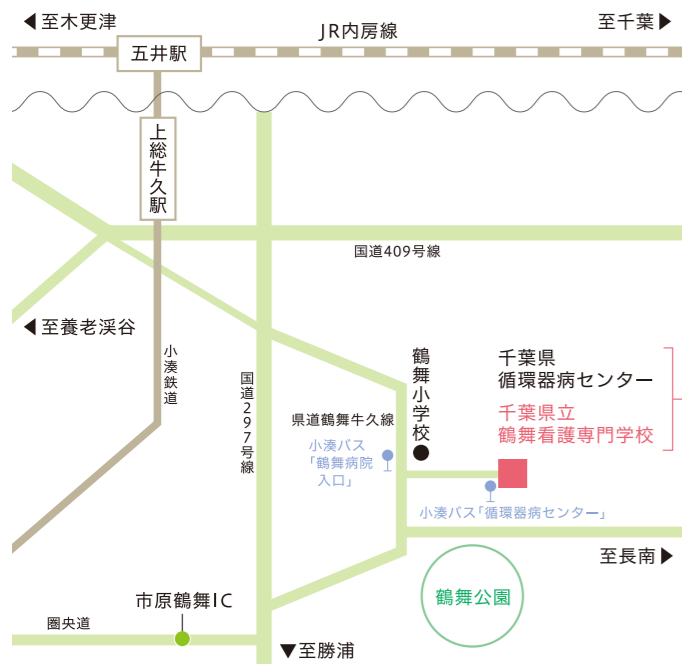 ◀至木更津
JR内房線
至千葉▶
五井駅
上総牛久駅
国道409号線
◀至養老渓谷
小湊鉄道
国道297号線
鶴舞小学校
千葉県
循環器病センター
千葉県立
鶴舞看護専門学校
県道鶴舞牛久線
小湊バス
「鶴舞病院
入口」
小湊バス「循環器病センター」
至長南▶
鶴舞公園
市原鶴舞IC
圏央道
▼至勝浦